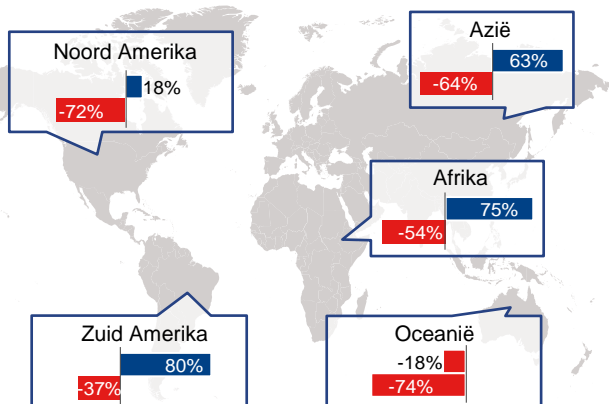 Noord Amerika
18%
-72%
Azië
63%
-64%
Afrika
75%
-54%
Zuid Amerika
80%
-37%
Oceanië
-18%
-74%